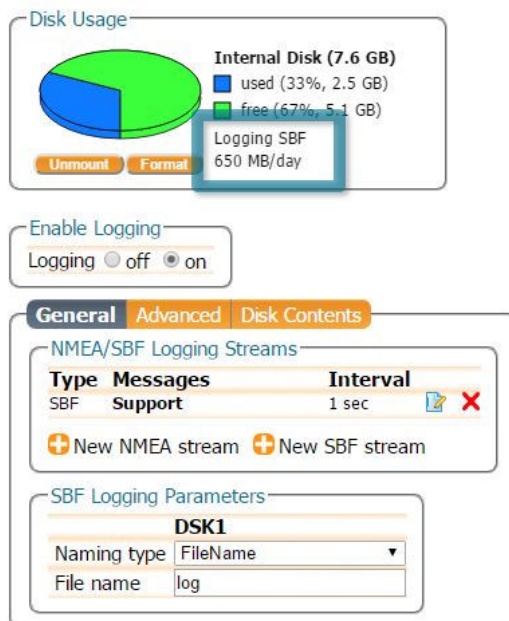 Disk Usage
Internal Disk (7.6 GB)
used (33%, 2.5 GB)
free (67%, 5.1 GB)
Logging SBF
650 MB/day
Unmount Format
Enable Logging
Logging off on
General Advanced Disk Contents
NMEA/SBF Logging Streams
Type Messages Interval
SBF Support 1 sec
New NMEA stream New SBF stream
SBF Logging Parameters
DSK1
Naming type FileName
File name log